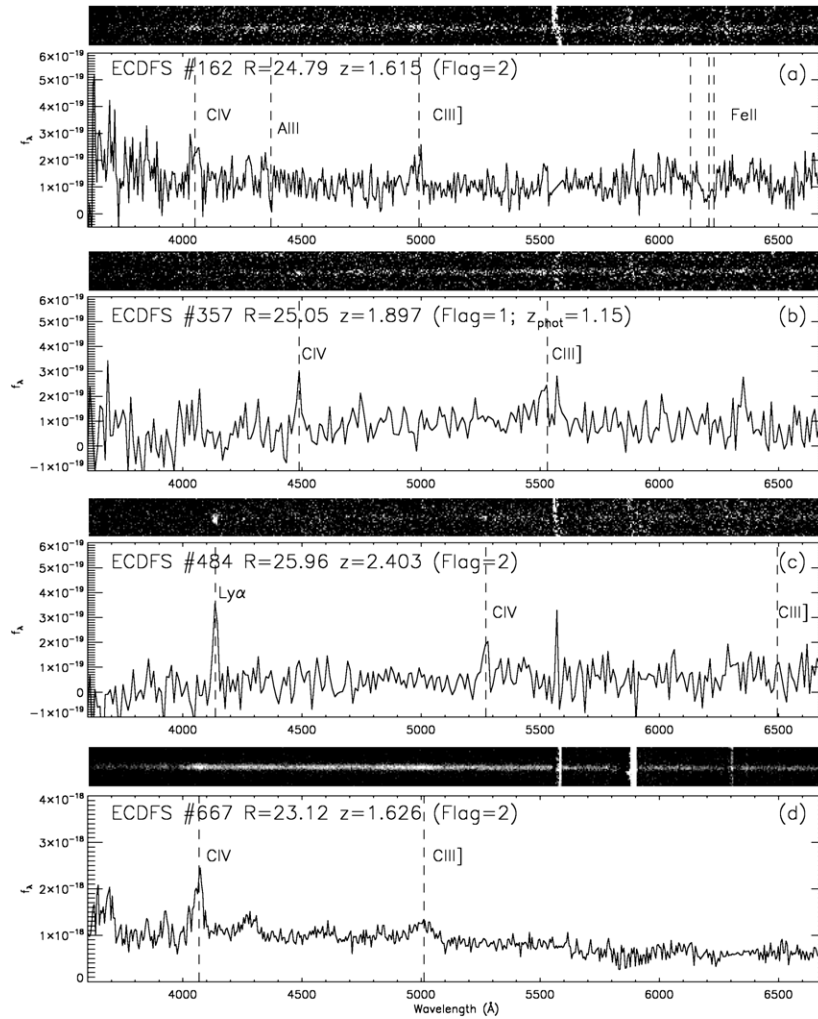 ECDFS #162 R=24.79 z=1.615 (Flag=2) (a)
CIV AlII CIII] FeII
6×10⁻¹⁹
5×10⁻¹⁹
4×10⁻¹⁹
3×10⁻¹⁹
2×10⁻¹⁹
1×10⁻¹⁹
0
f_λ
4000 4500 5000 5500 6000 6500
ECDFS #357 R=25.05 z=1.897 (Flag=1; z_phot=1.15) (b)
CIV CIII]
6×10⁻¹⁹
5×10⁻¹⁹
4×10⁻¹⁹
3×10⁻¹⁹
2×10⁻¹⁹
1×10⁻¹⁹
0
-1×10⁻¹⁹
f_λ
4000 4500 5000 5500 6000 6500
ECDFS #484 R=25.96 z=2.403 (Flag=2) (c)
Lyα CIV CIII]
6×10⁻¹⁹
5×10⁻¹⁹
4×10⁻¹⁹
3×10⁻¹⁹
2×10⁻¹⁹
1×10⁻¹⁹
0
-1×10⁻¹⁹
f_λ
4000 4500 5000 5500 6000 6500
ECDFS #667 R=23.12 z=1.626 (Flag=2) (d)
CIV CIII]
4×10⁻¹⁸
3×10⁻¹⁸
2×10⁻¹⁸
1×10⁻¹⁸
0
f_λ
4000 4500 5000 5500 6000 6500
Wavelength (Å)